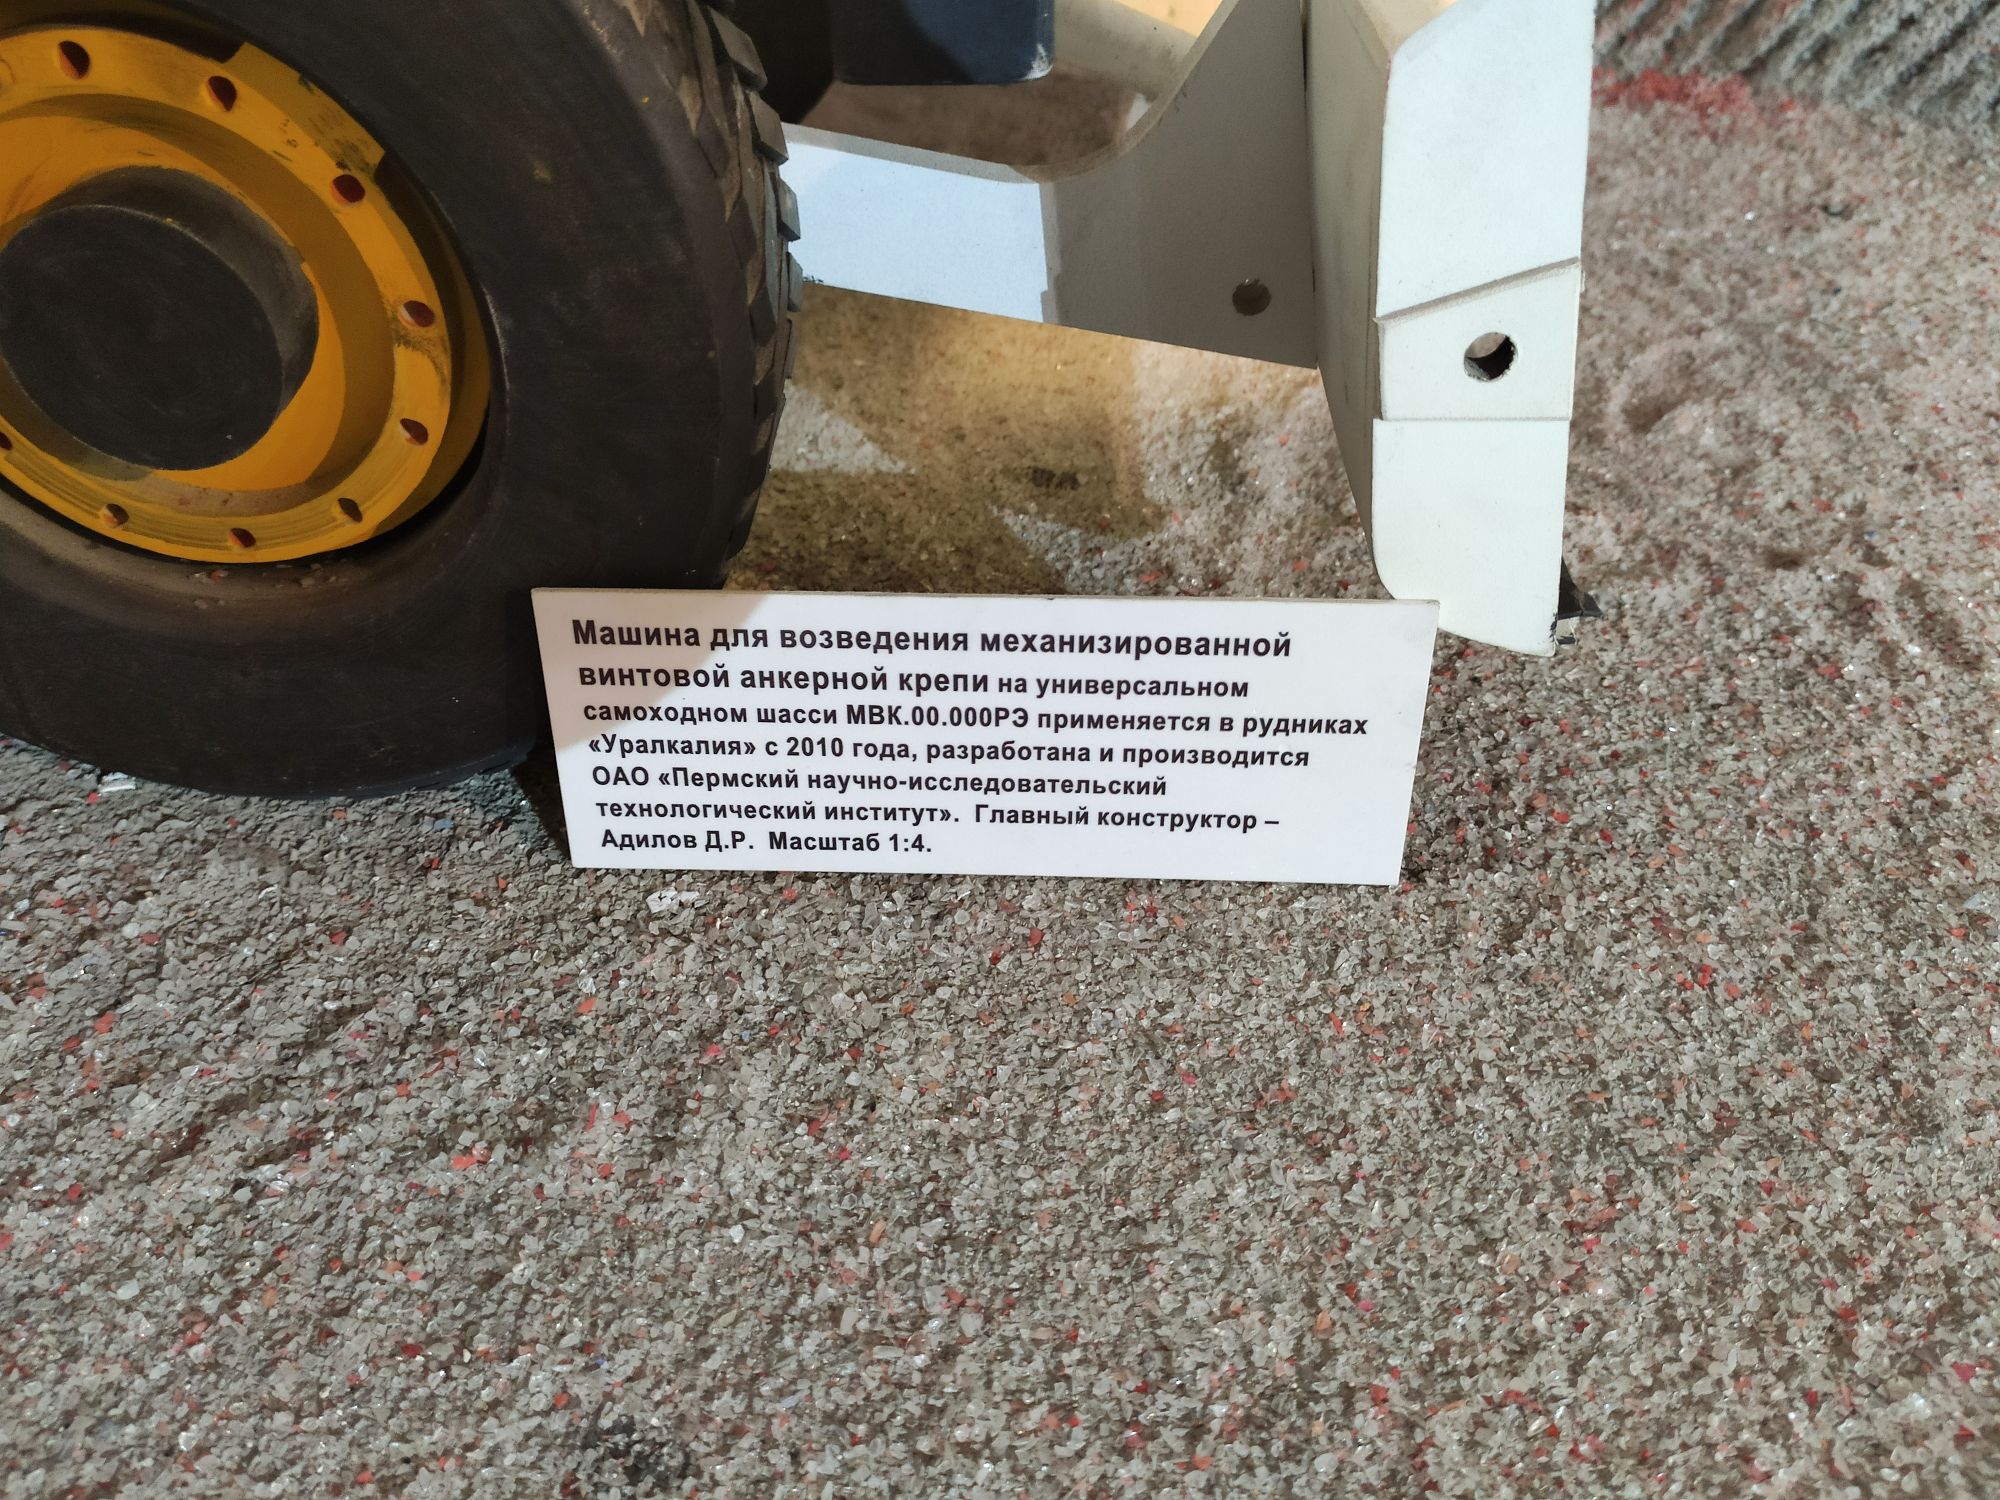 Машина для возведения механизированной
винтовой анкерной крепи на универсальном
самоходном шасси МВК.00.000РЭ применяется в рудниках
«Уралкалия» с 2010 года, разработана и производится
ОАО «Пермский научно-исследовательский
технологический институт». Главный конструктор –
Адилов Д.Р. Масштаб 1:4.